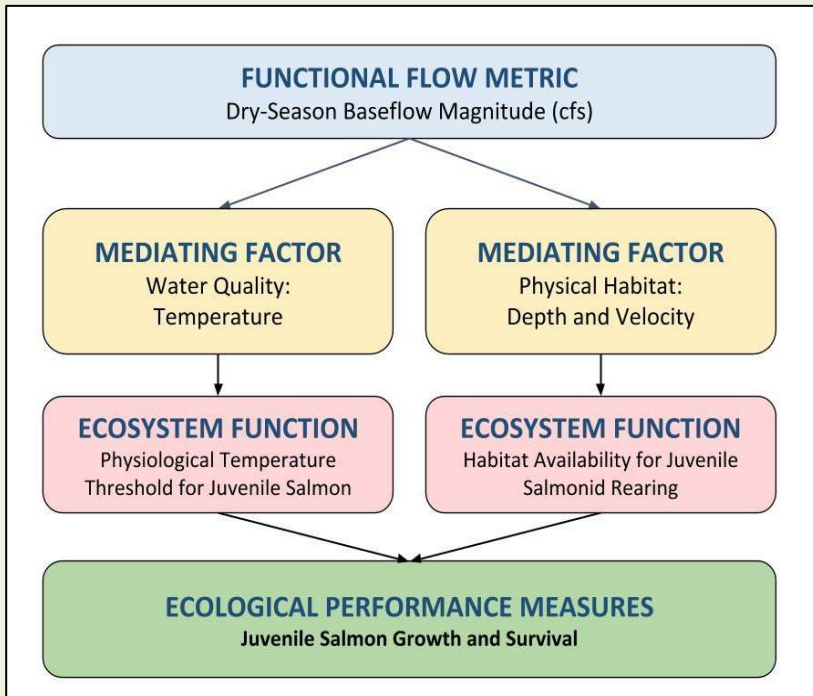 FUNCTIONAL FLOW METRIC
Dry-Season Baseflow Magnitude (cfs)
MEDIATING FACTOR
Water Quality:
Temperature
MEDIATING FACTOR
Physical Habitat:
Depth and Velocity
ECOSYSTEM FUNCTION
Physiological Temperature
Threshold for Juvenile Salmon
ECOSYSTEM FUNCTION
Habitat Availability for Juvenile
Salmonid Rearing
ECOLOGICAL PERFORMANCE MEASURES
Juvenile Salmon Growth and Survival